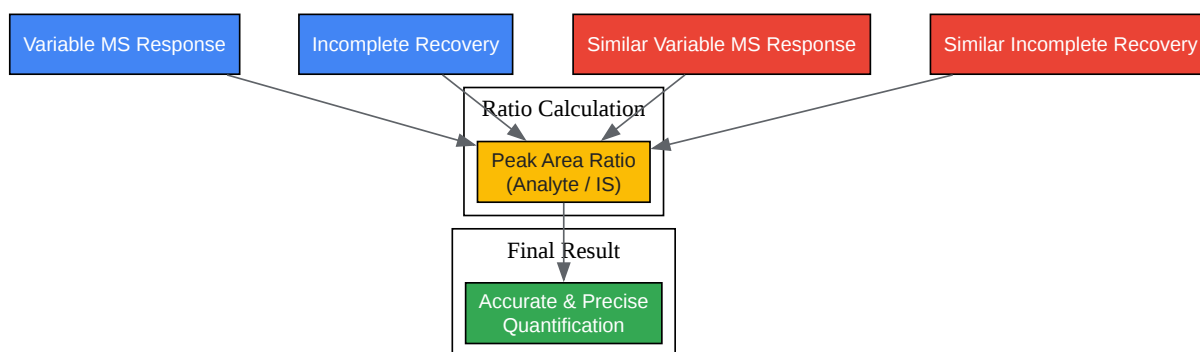 Variable MS Response
Incomplete Recovery
Similar Variable MS Response
Similar Incomplete Recovery
Ratio Calculation
Peak Area Ratio
(Analyte / IS)
Final Result
Accurate & Precise
Quantification